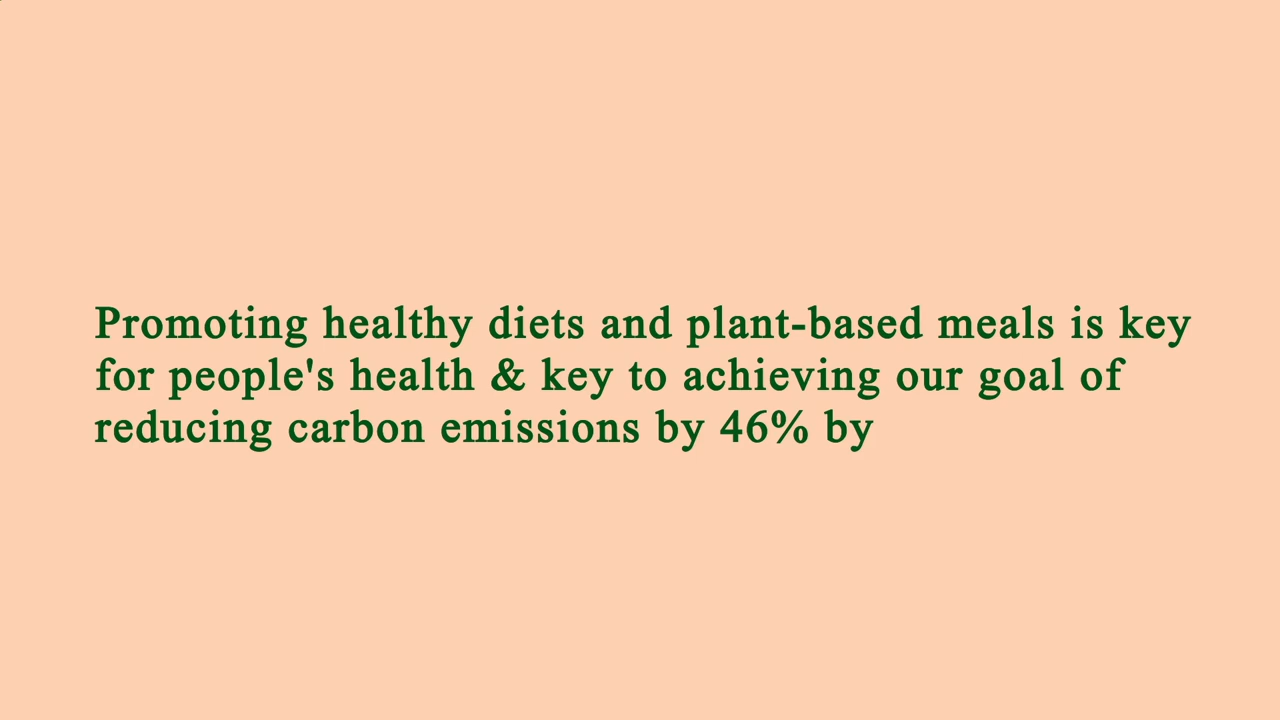 Promoting healthy diets and plant-based meals is key
for people's health & key to achieving our goal of
reducing carbon emissions by 46% by